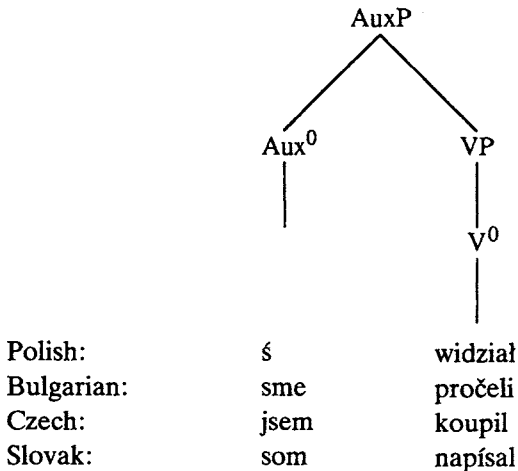 AuxP
Aux⁰ VP
V⁰
Polish: ś widział
Bulgarian: sme pročeli
Czech: jsem koupil
Slovak: som napísal